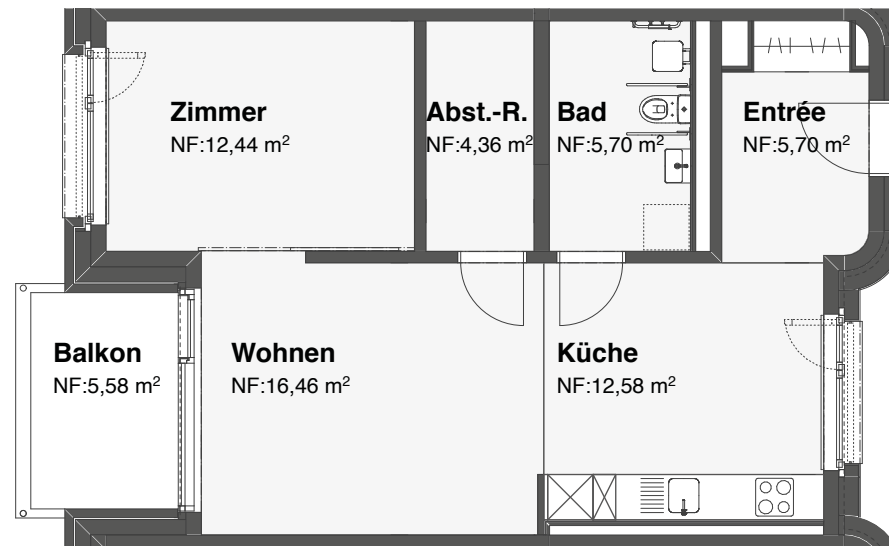 Zimmer
NF:12,44 m²
Abst.-R.
NF:4,36 m²
Bad
NF:5,70 m²
Entrée
NF:5,70 m²
Balkon
NF:5,58 m²
Wohnen
NF:16,46 m²
Küche
NF:12,58 m²